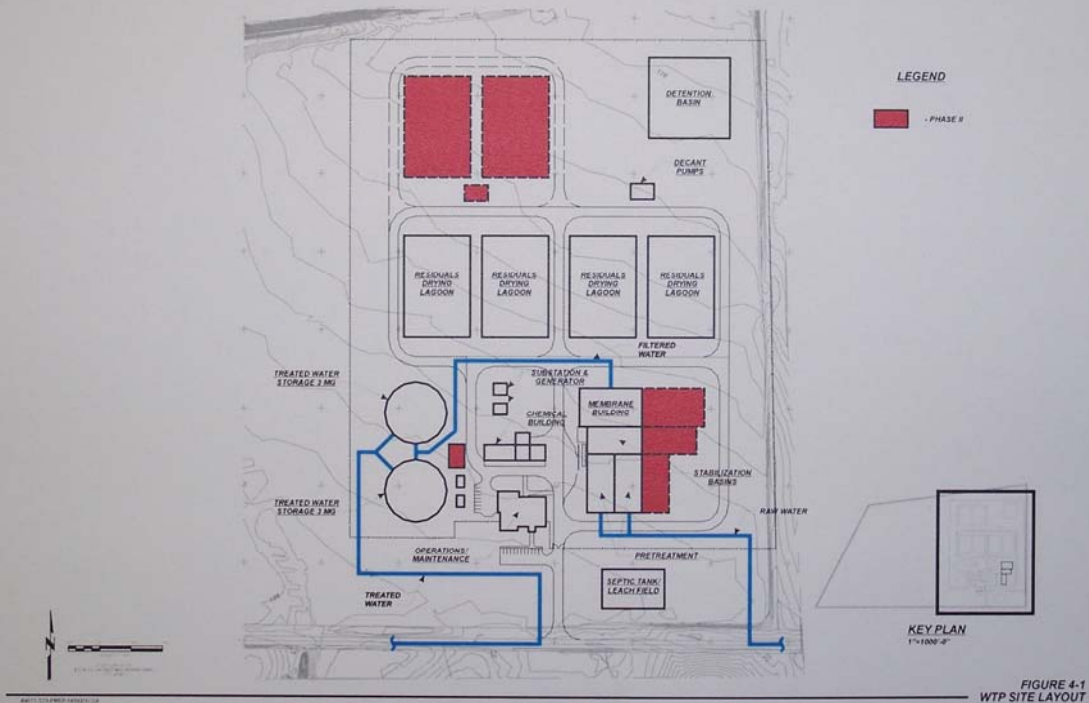 LEGEND
- PHASE II
DETENTION
BASIN
DECANT
PUMPS
RESIDUALS
DRYING
LAGOON
RESIDUALS
DRYING
LAGOON
RESIDUALS
DRYING
LAGOON
RESIDUALS
DRYING
LAGOON
FILTERED
WATER
TREATED WATER
STORAGE 3 MG
SUBSTATION &
GENERATOR
MEMBRANE
BUILDING
CHEMICAL
BUILDING
STABILIZATION
BASINS
TREATED WATER
STORAGE 3 MG
RAW WATER
OPERATIONS/
MAINTENANCE
PRETREATMENT
SEPTIC TANK/
LEACH FIELD
TREATED
WATER
N
KEY PLAN
1"=1000'-0"
FIGURE 4-1
WTP SITE LAYOUT